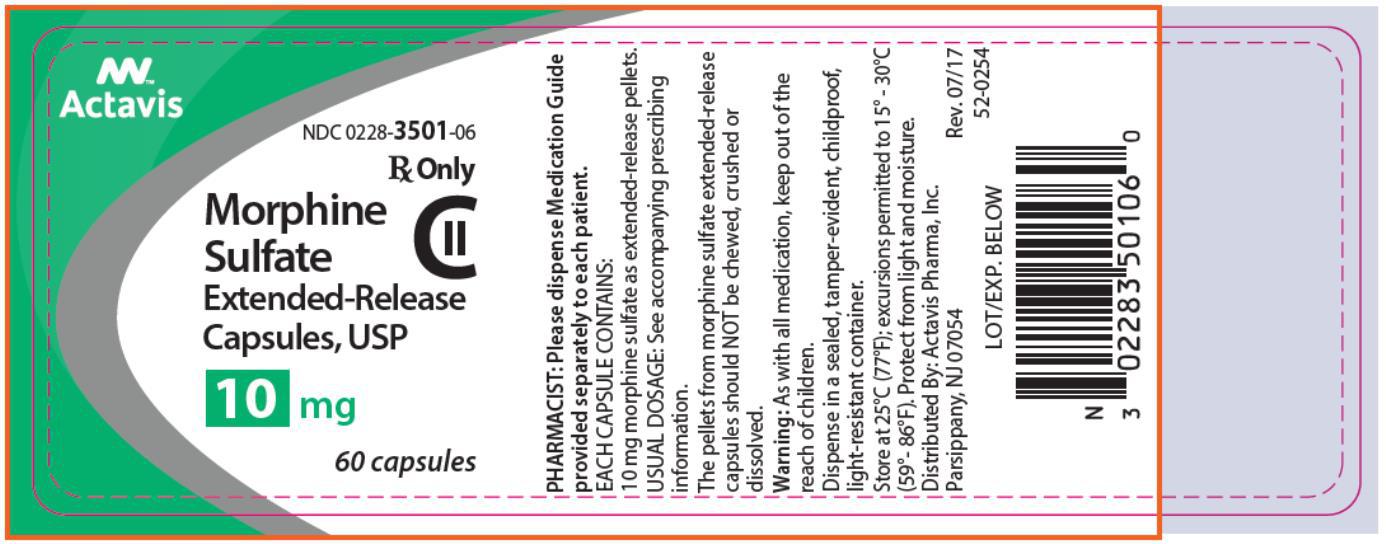 Actavis
NDC 0228-3501-06
Rx Only
Morphine
Sulfate
CII
Extended-Release
Capsules, USP
10 mg
60 capsules
PHARMACIST: Please dispense Medication Guide
provided separately to each patient.
EACH CAPSULE CONTAINS:
10 mg morphine sulfate as extended-release pellets.
USUAL DOSAGE: See accompanying prescribing
information.
The pellets from morphine sulfate extended-release
capsules should NOT be chewed, crushed or
dissolved.
Warning: As with all medication, keep out of the
reach of children.
Dispense in a sealed, tamper-evident, childproof,
light-resistant container.
Store at 25°C (77°F); excursions permitted to 15° - 30°C
(59°- 86°F). Protect from light and moisture.
Distributed By: Actavis Pharma, Inc.
Parsippany, NJ 07054
Rev. 07/17
52-0254
LOT/EXP. BELOW
N
3 0228350106 0